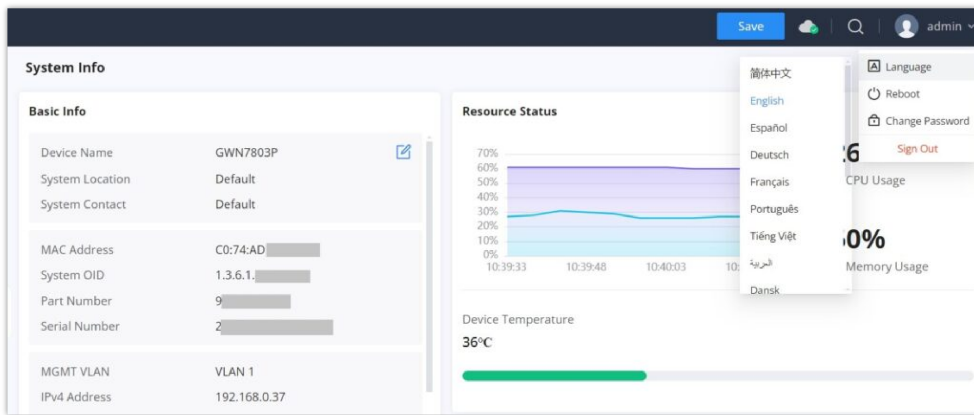 Save
admin
System Info
Basic Info
Device Name GWN7803P
System Location Default
System Contact Default
MAC Address C0:74:AD
System OID 1.3.6.1.
Part Number 9
Serial Number 2
MGMT VLAN VLAN 1
IPv4 Address 192.168.0.37
Resource Status
70%
60%
50%
40%
30%
20%
10%
0%
10:39:33 10:39:48 10:40:03 10:
CPU Usage
0%
Memory Usage
Device Temperature
36°C
简体中文
English
Español
Deutsch
Français
Português
Tiếng Việt
العربية
Dansk
Language
Reboot
Change Password
Sign Out